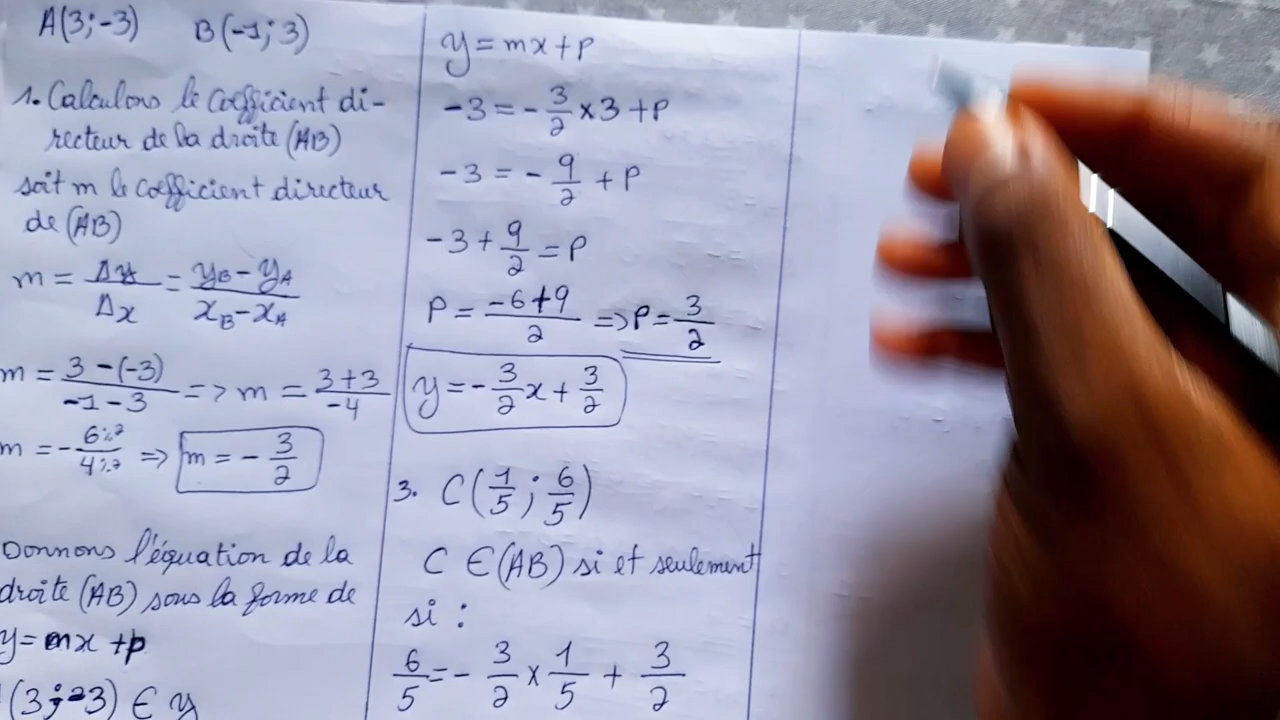 A(3;-3) B(-1;3)
1. Calculons le coefficient di-
recteur de la droite (AB)
soit m le coefficient directeur
de (AB)
m = Δy/Δx = (yB - yA)/(xB - xA)
m = (3-(-3))/(-1-3) => m = (3+3)/-4
m = - 6÷2/4÷2 => m = - 3/2
Donnons l'équation de la
droite (AB) sous la forme de
y = mx + p
(3;-3) ∈ y
y = mx + p
-3 = - 3/2 × 3 + p
-3 = - 9/2 + p
-3 + 9/2 = p
P = (-6+9)/2 => P = 3/2
y = - 3/2 x + 3/2
3. C(1/5 ; 6/5)
C ∈ (AB) si et seulement
si :
6/5 = - 3/2 × 1/5 + 3/2